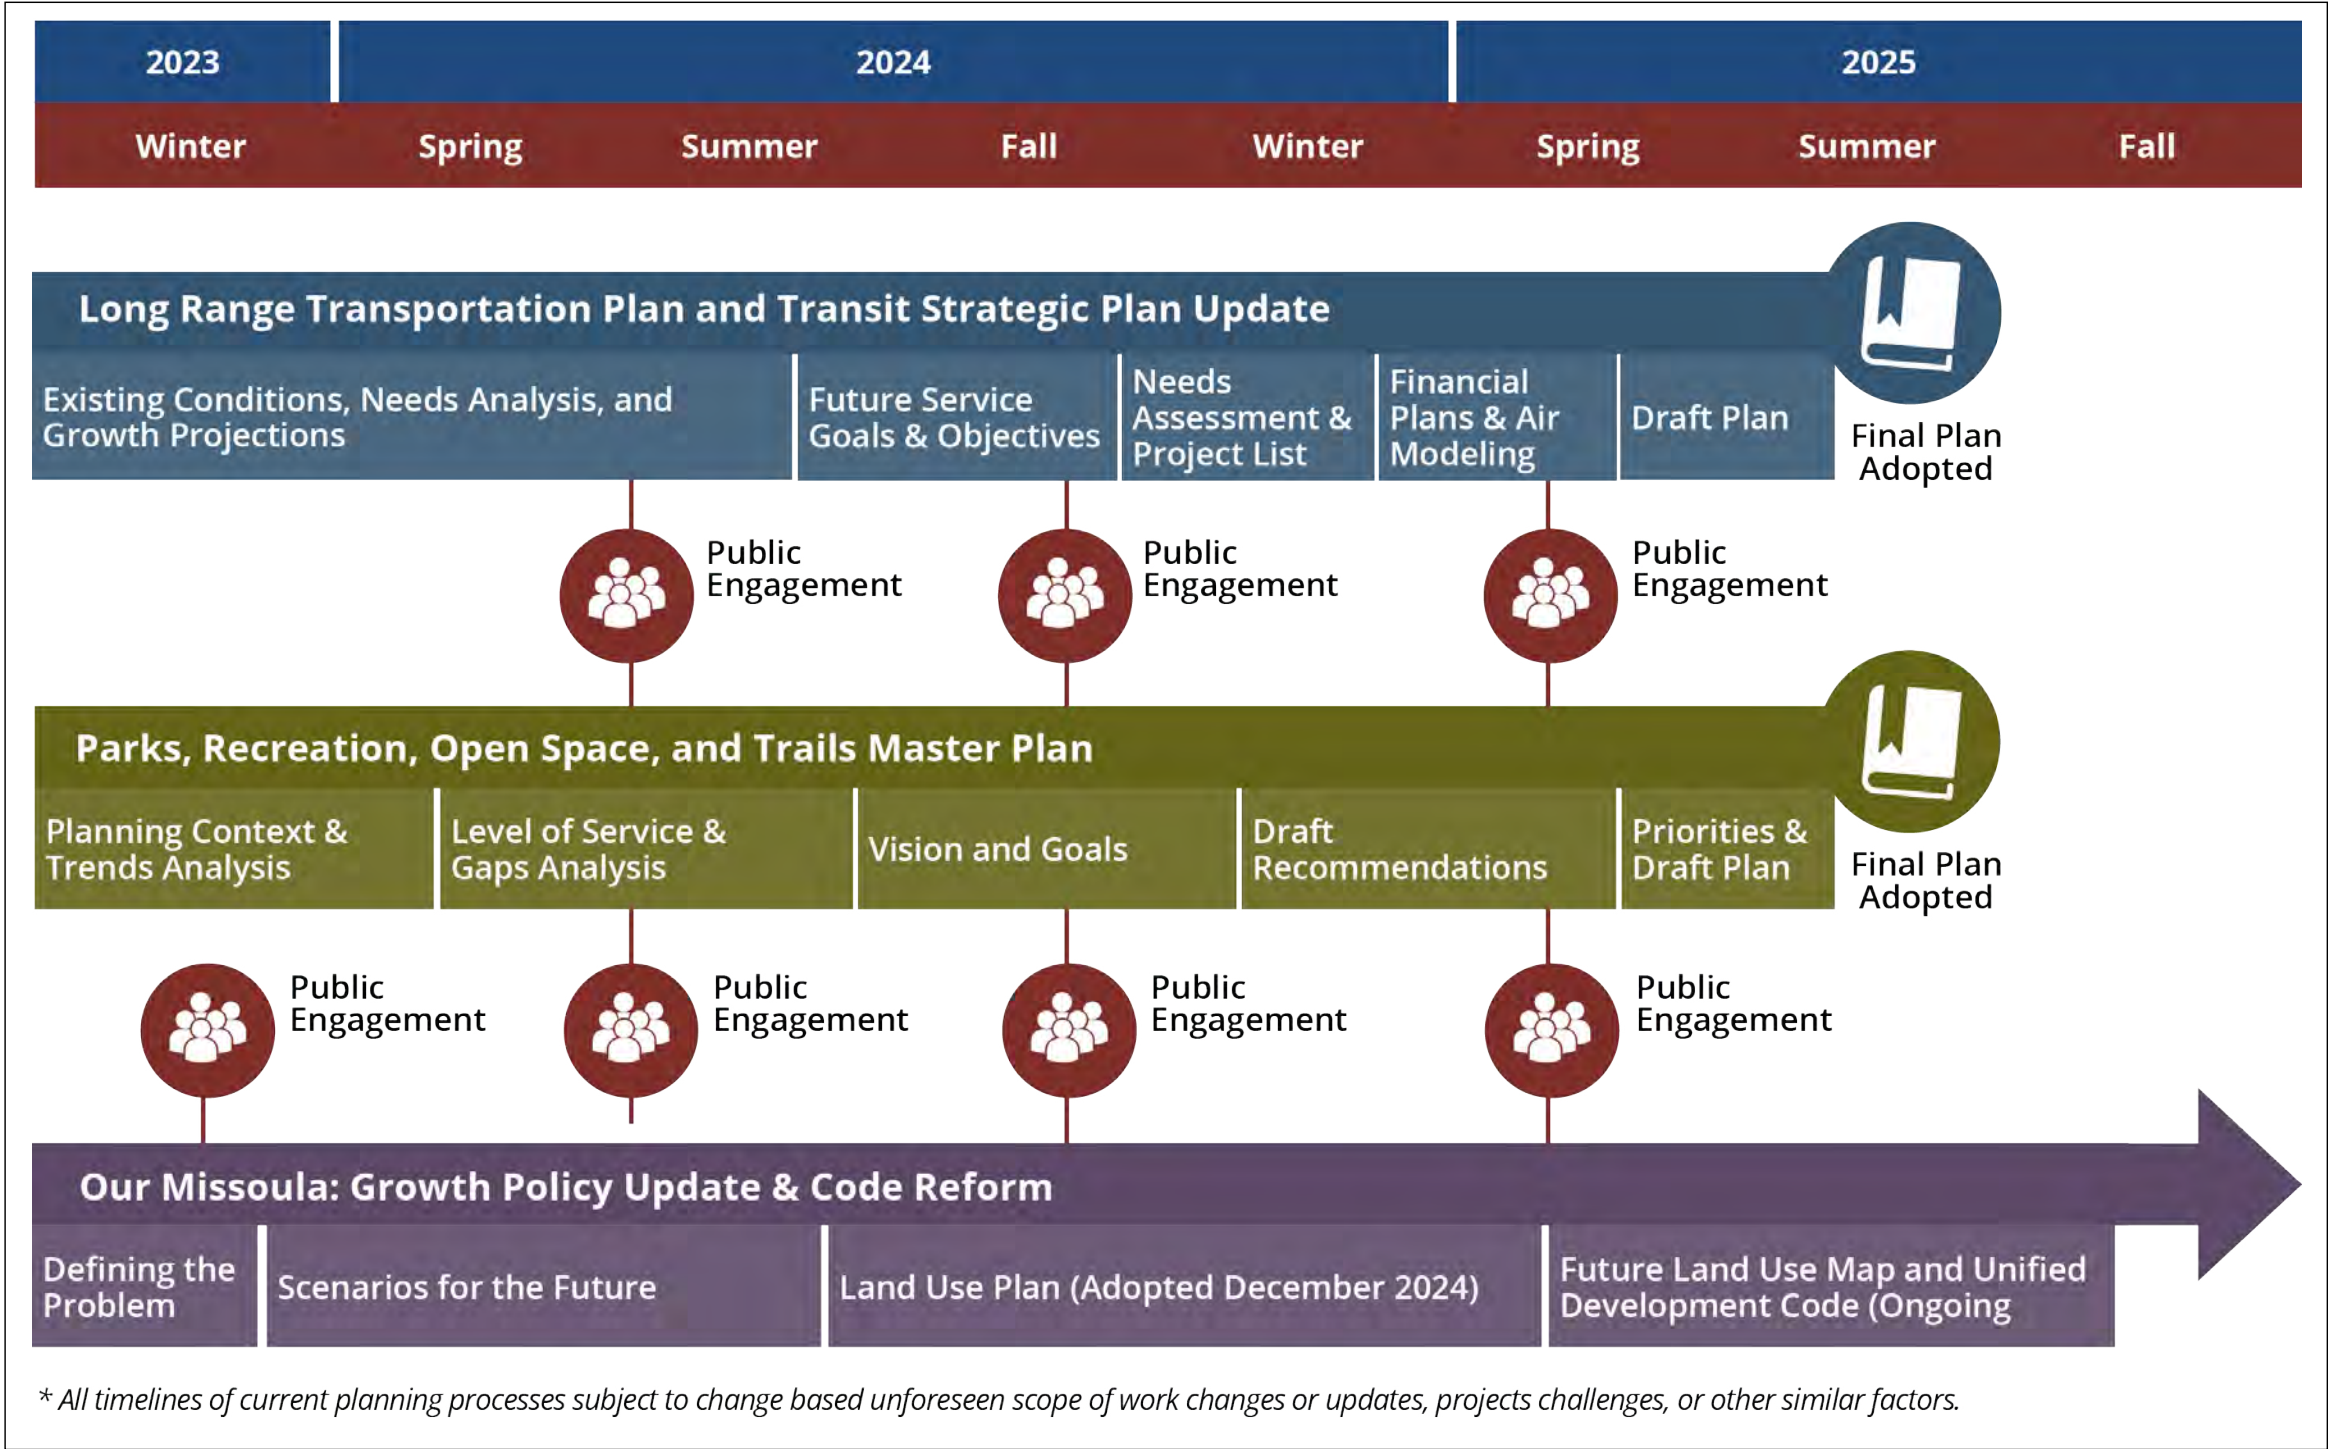 2023
2024
2025
Winter
Spring
Summer
Fall
Winter
Spring
Summer
Fall
Long Range Transportation Plan and Transit Strategic Plan Update
Existing Conditions, Needs Analysis, and
Growth Projections
Future Service
Goals & Objectives
Needs
Assessment &
Project List
Financial
Plans & Air
Modeling
Draft Plan
Final Plan
Adopted
Public
Engagement
Public
Engagement
Public
Engagement
Parks, Recreation, Open Space, and Trails Master Plan
Planning Context &
Trends Analysis
Level of Service &
Gaps Analysis
Vision and Goals
Draft
Recommendations
Priorities &
Draft Plan
Final Plan
Adopted
Public
Engagement
Public
Engagement
Public
Engagement
Public
Engagement
Our Missoula: Growth Policy Update & Code Reform
Defining the
Problem
Scenarios for the Future
Land Use Plan (Adopted December 2024)
Future Land Use Map and Unified
Development Code (Ongoing
* All timelines of current planning processes subject to change based unforeseen scope of work changes or updates, projects challenges, or other similar factors.